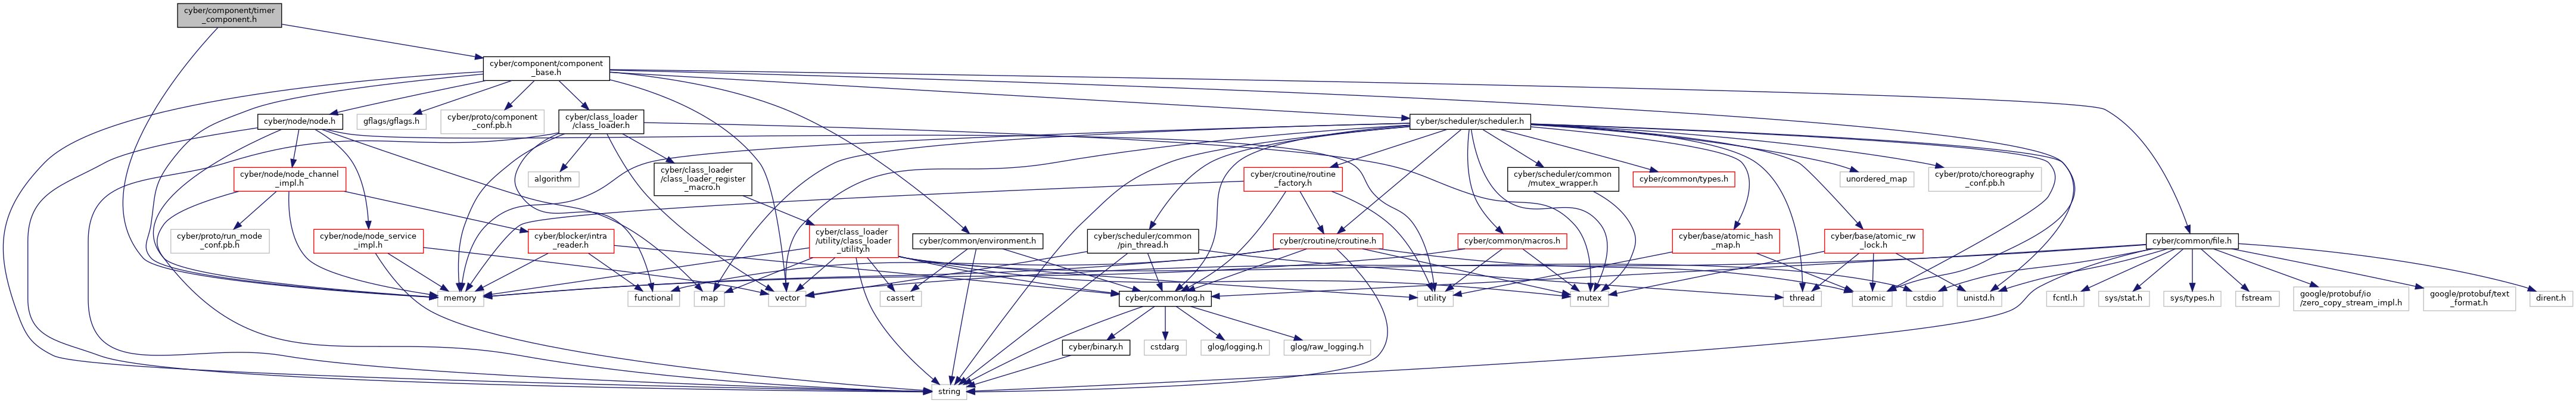 cyber/component/timer
_component.h
cyber/component/component
_base.h
cyber/node/node.h
gflags/gflags.h
cyber/proto/component
_conf.pb.h
cyber/class_loader
/class_loader.h
cyber/scheduler/scheduler.h
cyber/node/node_channel
_impl.h
algorithm
cyber/class_loader
/class_loader_register
_macro.h
cyber/croutine/routine
_factory.h
cyber/scheduler/common
/mutex_wrapper.h
cyber/common/types.h
unordered_map
cyber/proto/choreography
_conf.pb.h
cyber/proto/run_mode
_conf.pb.h
cyber/node/node_service
_impl.h
cyber/blocker/intra
_reader.h
cyber/class_loader
/utility/class_loader
_utility.h
cyber/common/environment.h
cyber/scheduler/common
/pin_thread.h
cyber/croutine/croutine.h
cyber/common/macros.h
cyber/base/atomic_hash
_map.h
cyber/base/atomic_rw
_lock.h
cyber/common/file.h
memory
functional
map
vector
cassert
cyber/common/log.h
utility
mutex
thread
atomic
cstdio
unistd.h
fcntl.h
sys/stat.h
sys/types.h
fstream
google/protobuf/io
/zero_copy_stream_impl.h
google/protobuf/text
_format.h
dirent.h
cyber/binary.h
cstdarg
glog/logging.h
glog/raw_logging.h
string